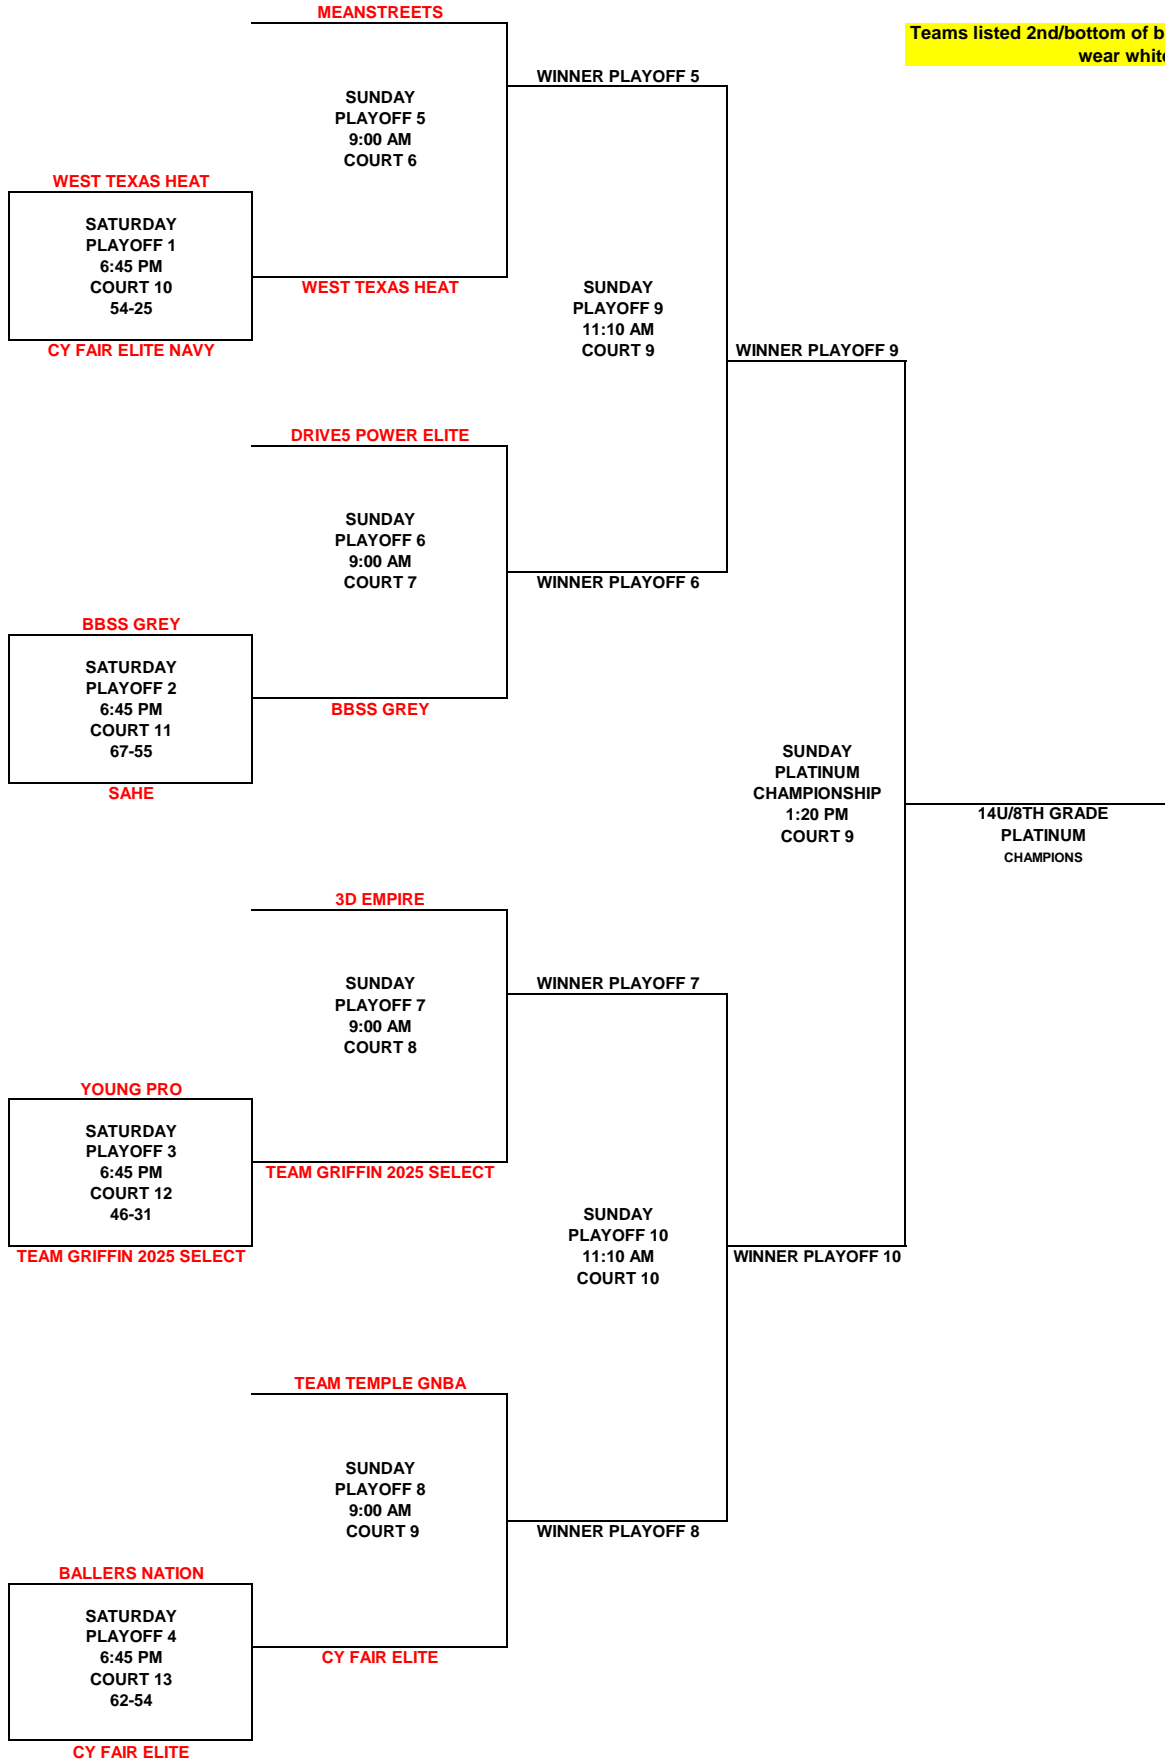 MEANSTREETS
Teams listed 2nd/bottom of b
wear white
WINNER PLAYOFF 5
SUNDAY
PLAYOFF 5
9:00 AM
COURT 6
WEST TEXAS HEAT
SATURDAY
PLAYOFF 1
6:45 PM
COURT 10
54-25
CY FAIR ELITE NAVY
WEST TEXAS HEAT
SUNDAY
PLAYOFF 9
11:10 AM
COURT 9
WINNER PLAYOFF 9
DRIVE5 POWER ELITE
SUNDAY
PLAYOFF 6
9:00 AM
COURT 7
WINNER PLAYOFF 6
BBSS GREY
SATURDAY
PLAYOFF 2
6:45 PM
COURT 11
67-55
SAHE
BBSS GREY
SUNDAY
PLATINUM
CHAMPIONSHIP
1:20 PM
COURT 9
14U/8TH GRADE
PLATINUM
CHAMPIONS
3D EMPIRE
SUNDAY
PLAYOFF 7
9:00 AM
COURT 8
WINNER PLAYOFF 7
YOUNG PRO
SATURDAY
PLAYOFF 3
6:45 PM
COURT 12
46-31
TEAM GRIFFIN 2025 SELECT
TEAM GRIFFIN 2025 SELECT
SUNDAY
PLAYOFF 10
11:10 AM
COURT 10
WINNER PLAYOFF 10
TEAM TEMPLE GNBA
SUNDAY
PLAYOFF 8
9:00 AM
COURT 9
WINNER PLAYOFF 8
BALLERS NATION
SATURDAY
PLAYOFF 4
6:45 PM
COURT 13
62-54
CY FAIR ELITE
CY FAIR ELITE